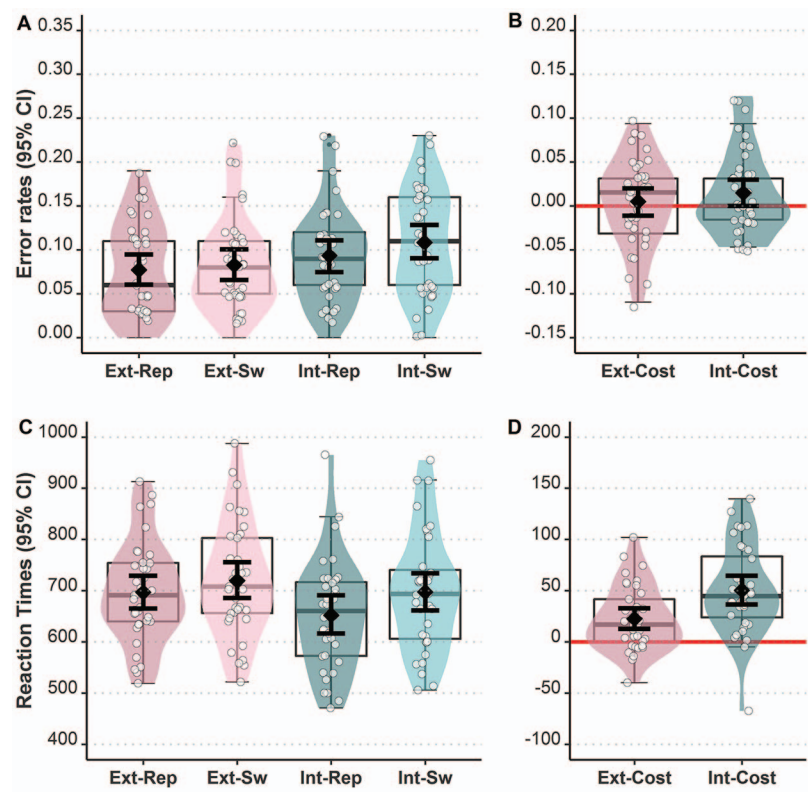 A
B
Error rates (95% CI)
0.35
0.30
0.25
0.20
0.15
0.10
0.05
0.00
Ext-Rep
Ext-Sw
Int-Rep
Int-Sw
0.20
0.15
0.10
0.05
0.00
-0.05
-0.10
-0.15
Ext-Cost
Int-Cost
C
D
Reaction Times (95% CI)
1000
900
800
700
600
500
400
Ext-Rep
Ext-Sw
Int-Rep
Int-Sw
200
150
100
50
0
-50
-100
Ext-Cost
Int-Cost